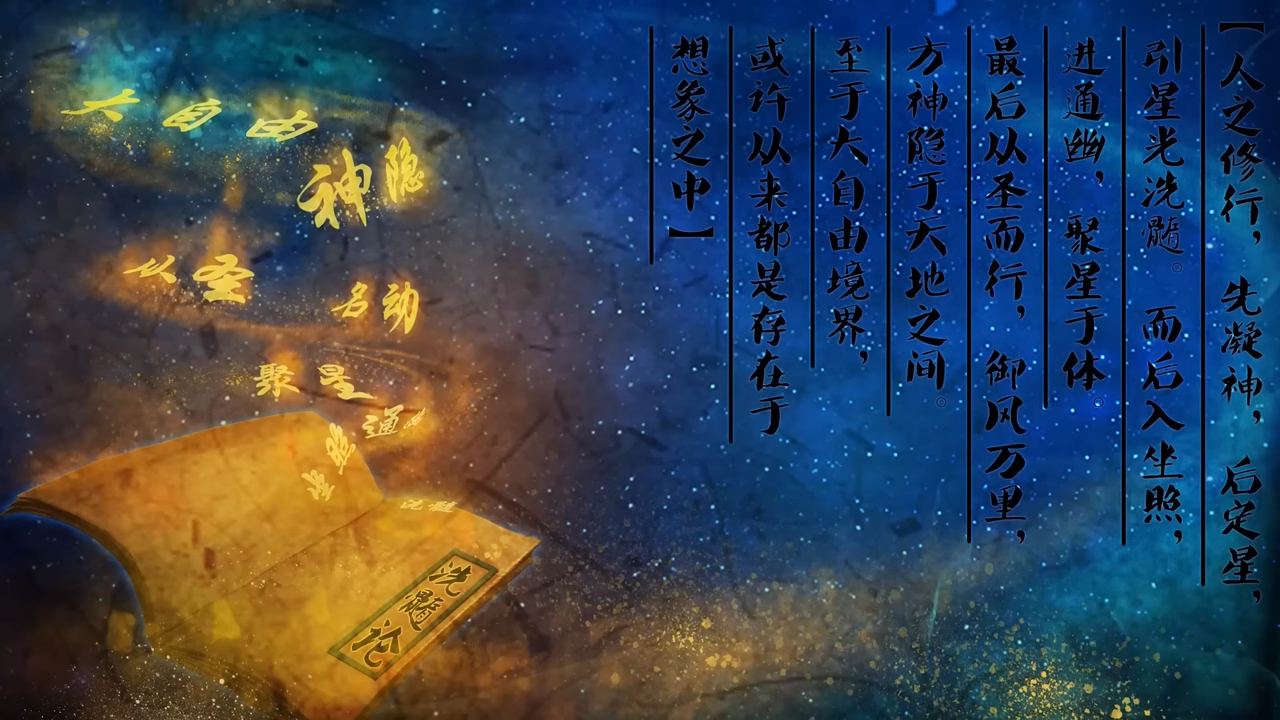 【人之修行，先凝神，后定星，
引星光洗髓。而后入坐照，
进通幽，聚星于体。
最后从圣而行，御风万里，
方神隐于天地之间。
至于大自由境界，
或许从来都是存在于
想象之中】
大自由
神隐
从圣
名动
聚星
通
洗髓
洗髓论